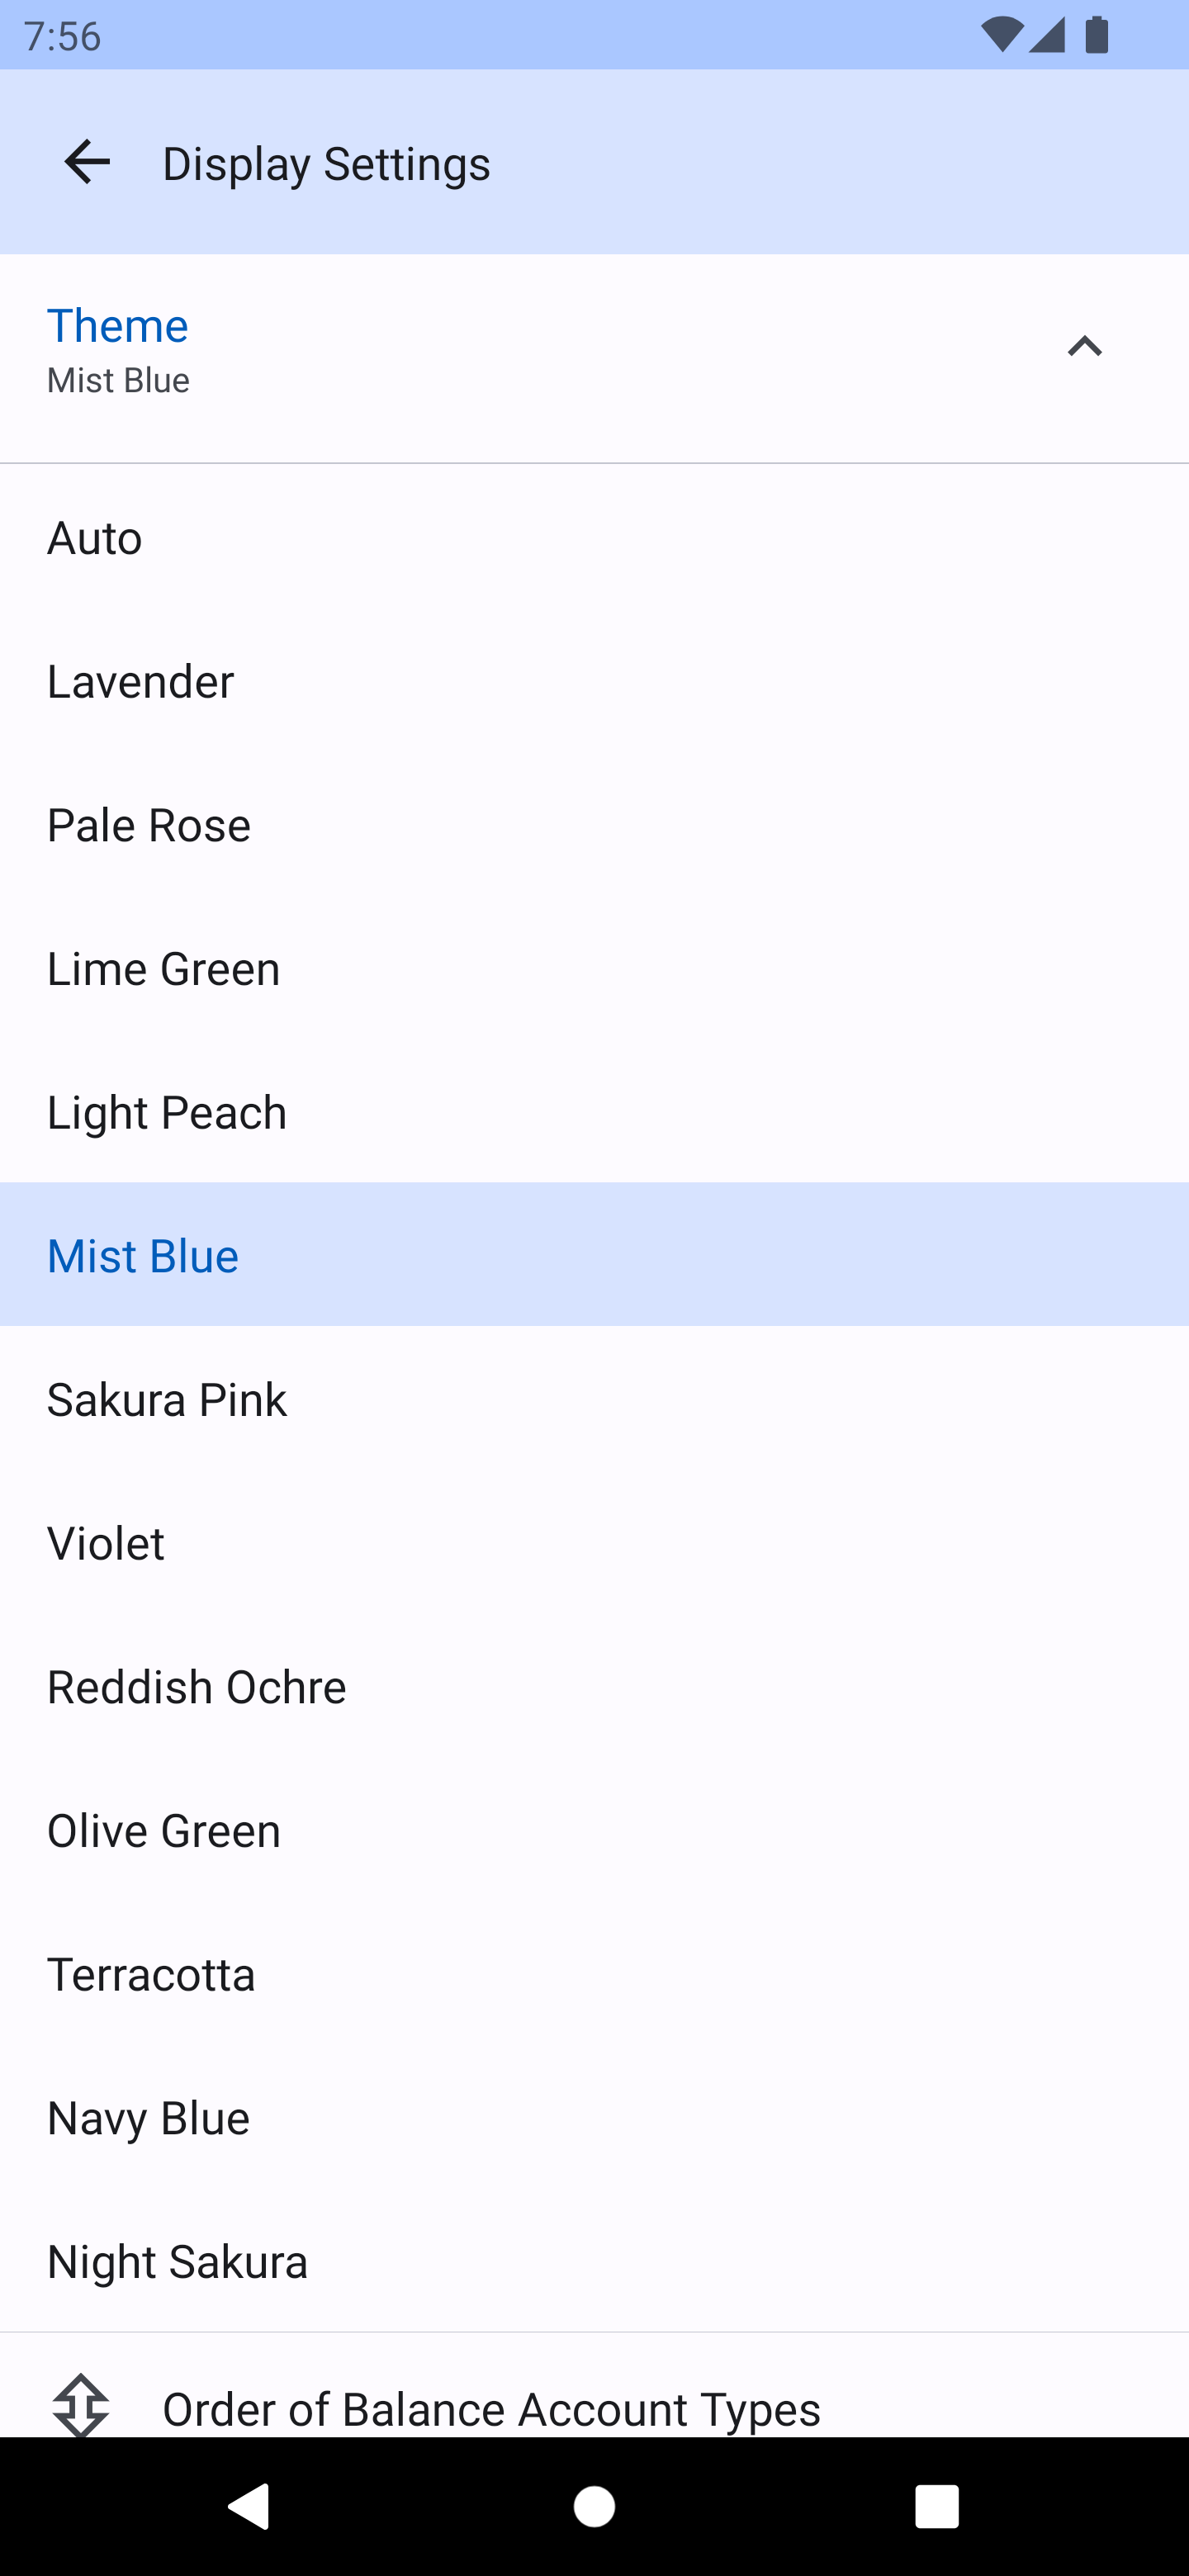 7:56
Display Settings
Theme
Mist Blue
Auto
Lavender
Pale Rose
Lime Green
Light Peach
Mist Blue
Sakura Pink
Violet
Reddish Ochre
Olive Green
Terracotta
Navy Blue
Night Sakura
Order of Balance Account Types